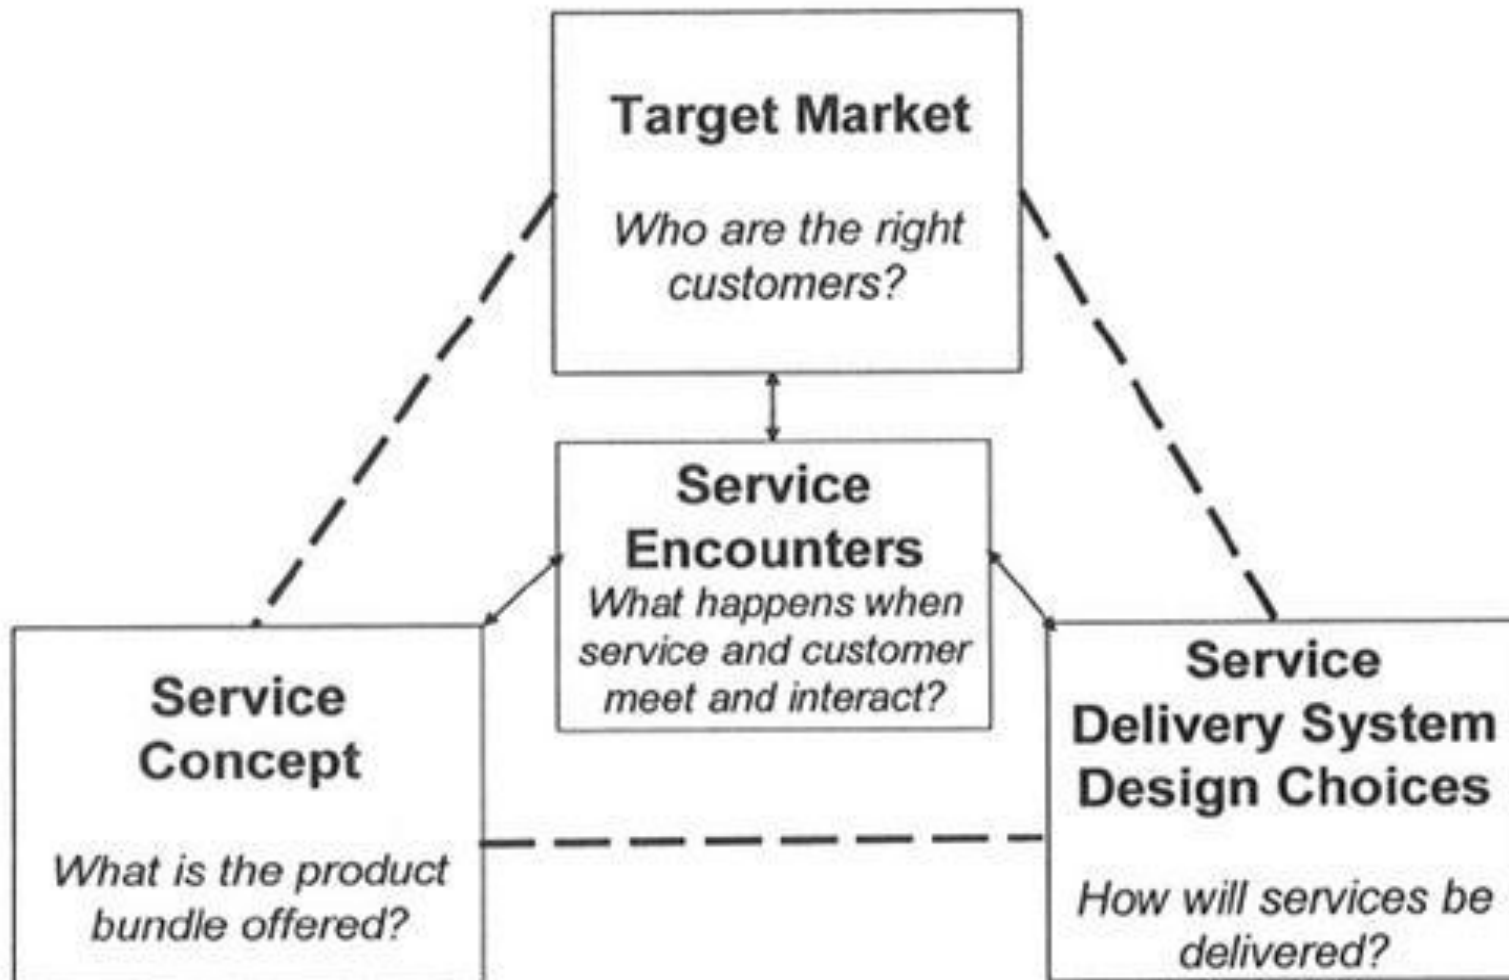 Target Market
Who are the right
customers?
Service
Encounters
What happens when
service and customer
meet and interact?
Service
Concept
What is the product
bundle offered?
Service
Delivery System
Design Choices
How will services be
delivered?